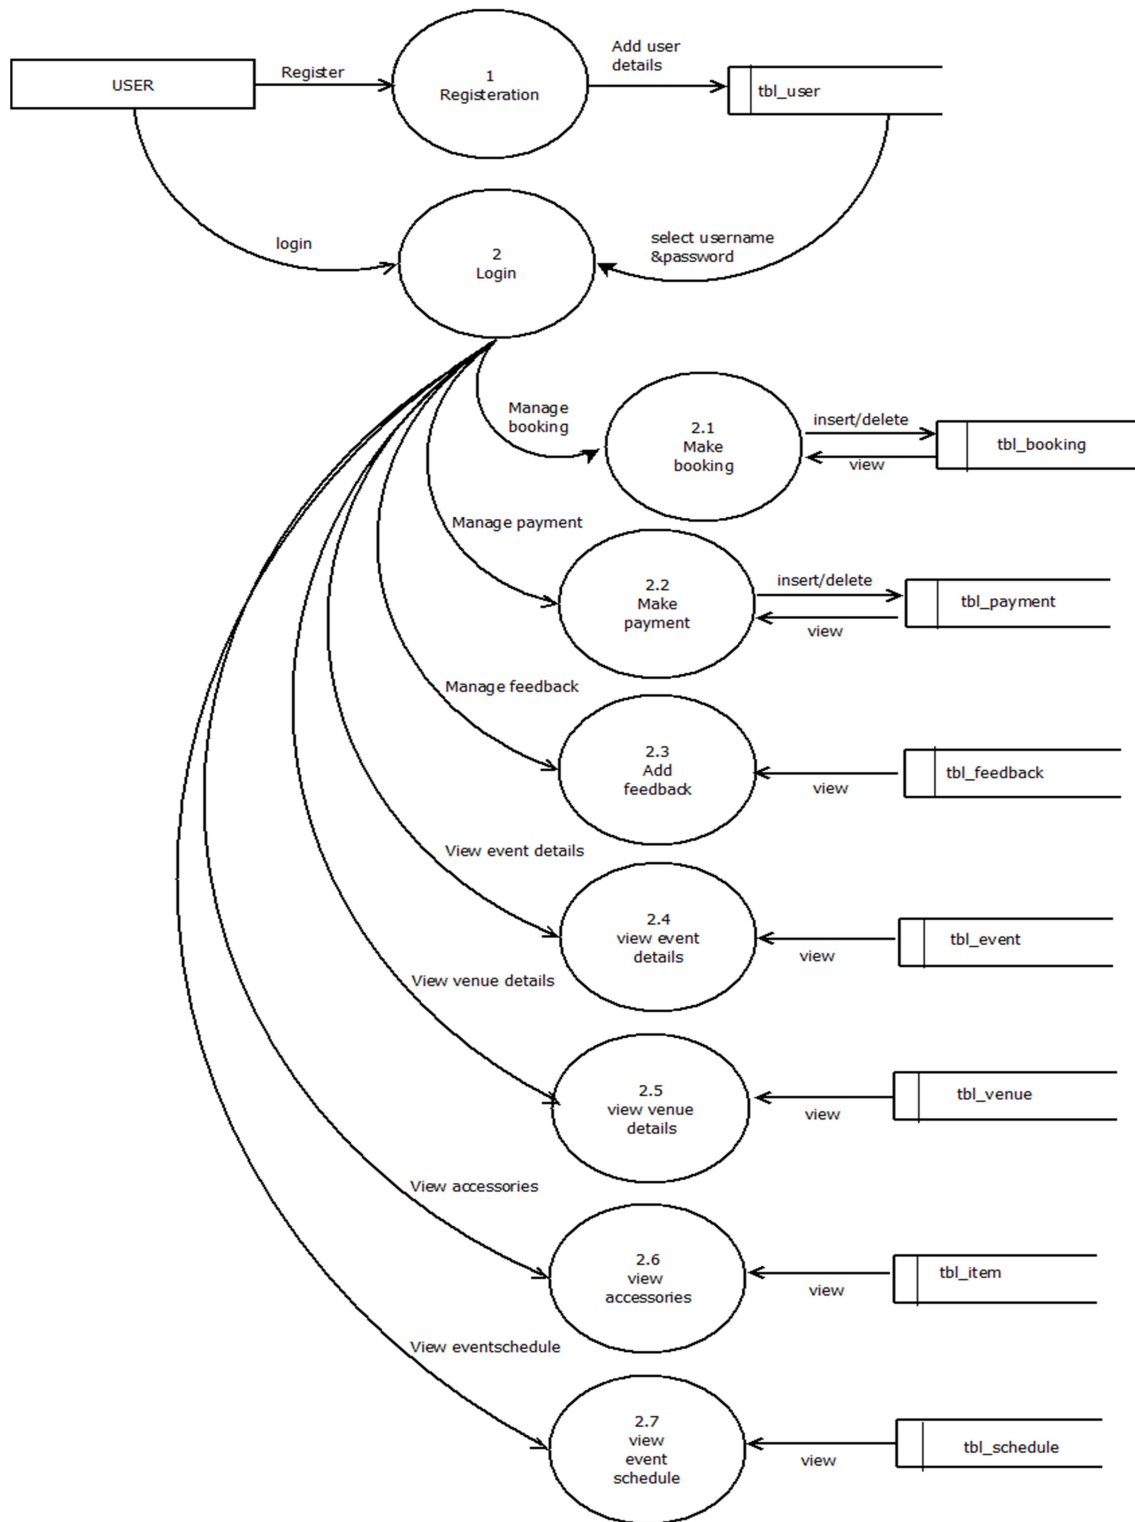 Add user
details
1
Registeration
Register
USER
tbl_user
login
2
Login
select username
&password
Manage
booking
2.1
Make
booking
insert/delete
view
tbl_booking
Manage payment
2.2
Make
payment
insert/delete
view
tbl_payment
Manage feedback
2.3
Add
feedback
view
tbl_feedback
View event details
2.4
view event
details
view
tbl_event
View venue details
2.5
view venue
details
view
tbl_venue
View accessories
2.6
view
accessories
view
tbl_item
View eventschedule
2.7
view
event
schedule
view
tbl_schedule